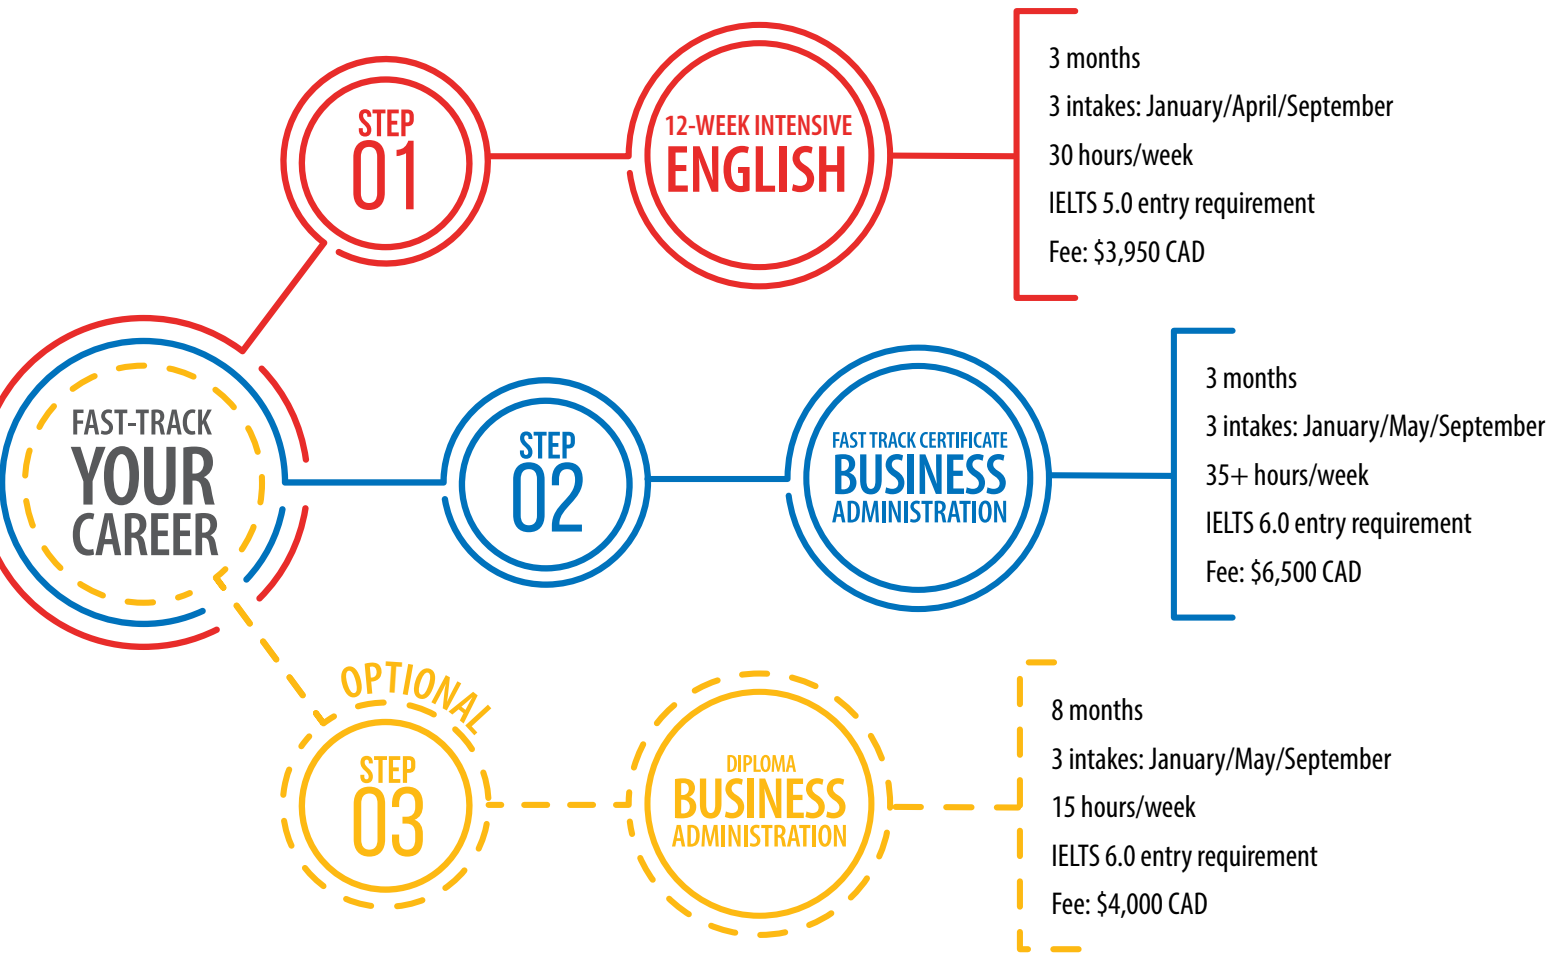 FAST-TRACK
YOUR
CAREER
STEP
01
12-WEEK INTENSIVE
ENGLISH
3 months
3 intakes: January/April/September
30 hours/week
IELTS 5.0 entry requirement
Fee: $3,950 CAD
STEP
02
FAST TRACK CERTIFICATE
BUSINESS
ADMINISTRATION
3 months
3 intakes: January/May/September
35+ hours/week
IELTS 6.0 entry requirement
Fee: $6,500 CAD
OPTIONAL
STEP
03
DIPLOMA
BUSINESS
ADMINISTRATION
8 months
3 intakes: January/May/September
15 hours/week
IELTS 6.0 entry requirement
Fee: $4,000 CAD